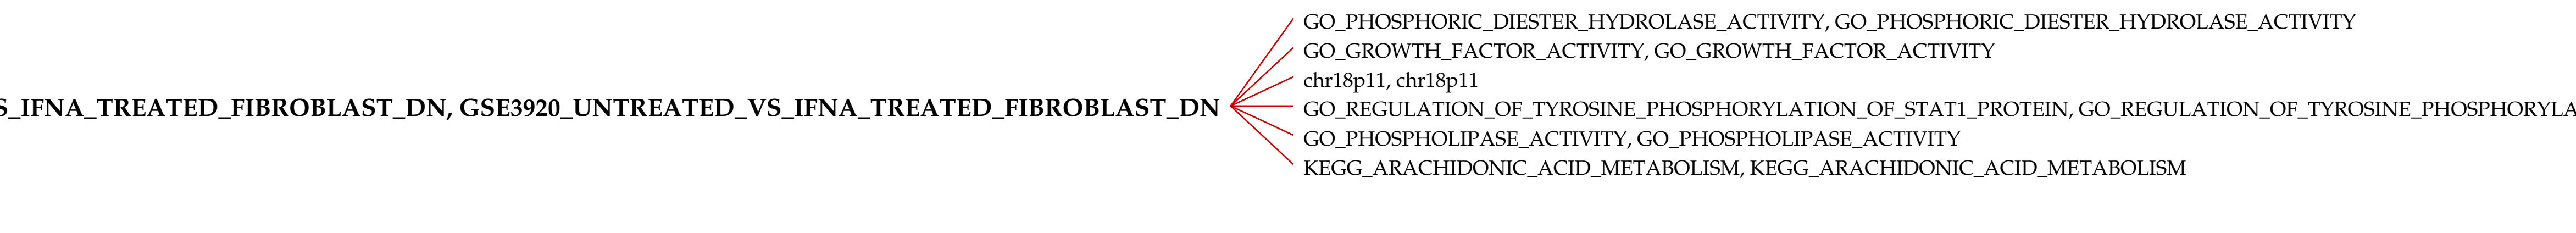 GO_PHOSPHORIC_DIESTER_HYDROLASE_ACTIVITY, GO_PHOSPHORIC_DIESTER_HYDROLASE_ACTIVITY
GO_GROWTH_FACTOR_ACTIVITY, GO_GROWTH_FACTOR_ACTIVITY
chr18p11, chr18p11
S_IFNA_TREATED_FIBROBLAST_DN, GSE3920_UNTREATED_VS_IFNA_TREATED_FIBROBLAST_DN
GO_REGULATION_OF_TYROSINE_PHOSPHORYLATION_OF_STAT1_PROTEIN, GO_REGULATION_OF_TYROSINE_PHOSPHORYLA
GO_PHOSPHOLIPASE_ACTIVITY, GO_PHOSPHOLIPASE_ACTIVITY
KEGG_ARACHIDONIC_ACID_METABOLISM, KEGG_ARACHIDONIC_ACID_METABOLISM